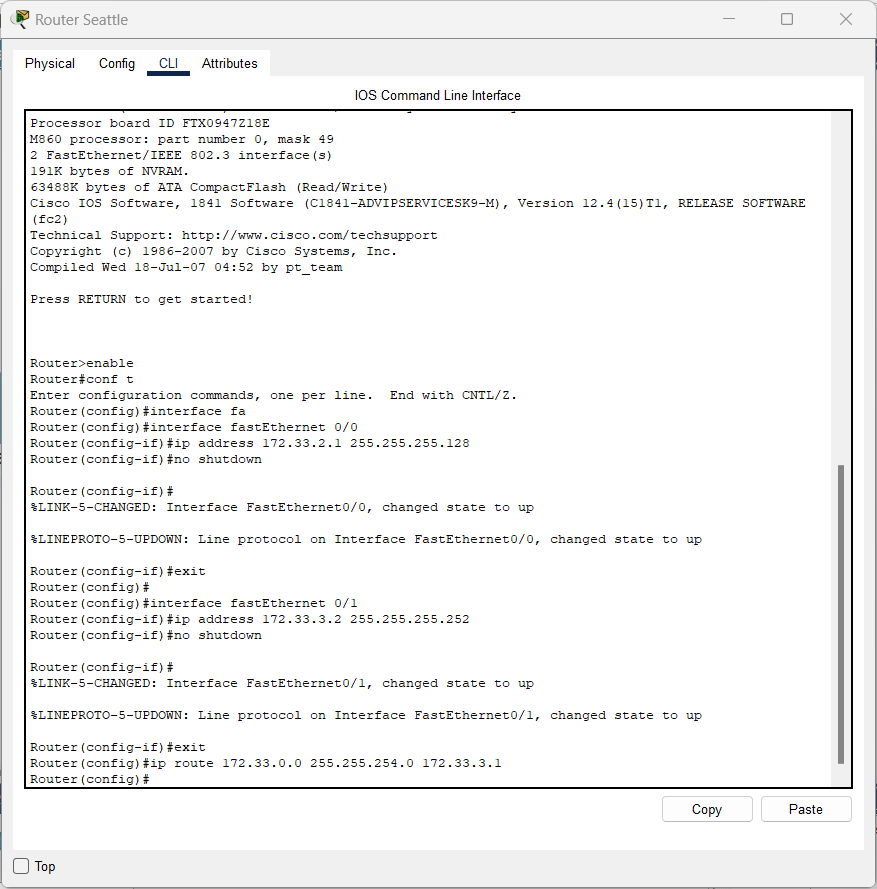 Router Seattle
Physical Config CLI Attributes
IOS Command Line Interface
Processor board ID FTX0947Z18E
M860 processor: part number 0, mask 49
2 FastEthernet/IEEE 802.3 interface(s)
191K bytes of NVRAM.
63488K bytes of ATA CompactFlash (Read/Write)
Cisco IOS Software, 1841 Software (C1841-ADVIPSERVICESK9-M), Version 12.4(15)T1, RELEASE SOFTWARE
(fc2)
Technical Support: http://www.cisco.com/techsupport
Copyright (c) 1986-2007 by Cisco Systems, Inc.
Compiled Wed 18-Jul-07 04:52 by pt_team
Press RETURN to get started!
Router>enable
Router#conf t
Enter configuration commands, one per line.  End with CNTL/Z.
Router(config)#interface fa
Router(config)#interface fastEthernet 0/0
Router(config-if)#ip address 172.33.2.1 255.255.255.128
Router(config-if)#no shutdown
Router(config-if)#
%LINK-5-CHANGED: Interface FastEthernet0/0, changed state to up
%LINEPROTO-5-UPDOWN: Line protocol on Interface FastEthernet0/0, changed state to up
Router(config-if)#exit
Router(config)#
Router(config)#interface fastEthernet 0/1
Router(config-if)#ip address 172.33.3.2 255.255.255.252
Router(config-if)#no shutdown
Router(config-if)#
%LINK-5-CHANGED: Interface FastEthernet0/1, changed state to up
%LINEPROTO-5-UPDOWN: Line protocol on Interface FastEthernet0/1, changed state to up
Router(config-if)#exit
Router(config)#ip route 172.33.0.0 255.255.254.0 172.33.3.1
Router(config)#
Copy Paste
Top